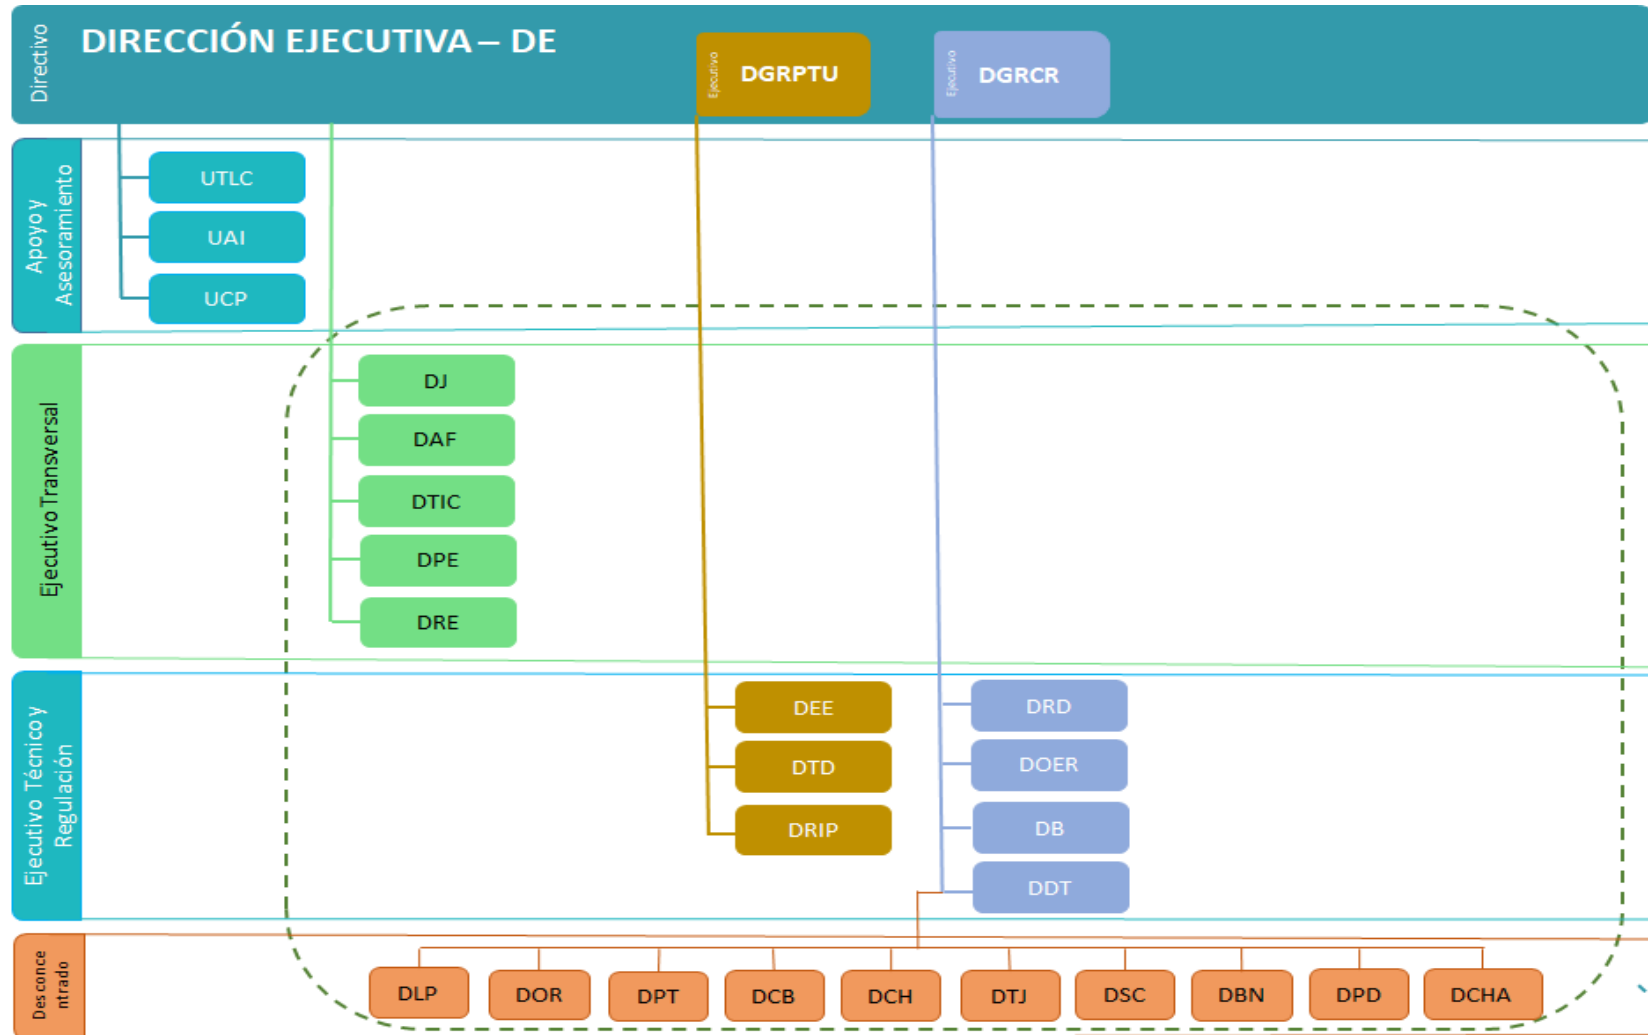 Directivo
DIRECCIÓN EJECUTIVA – DE
Ejecutivo
DGRPTU
Ejecutivo
DGRCR
Apoyo y
Asesoramiento
UTLC
UAI
UCP
Ejecutivo Transversal
DJ
DAF
DTIC
DPE
DRE
Ejecutivo Técnico y
Regulación
DEE
DTD
DRIP
DRD
DOER
DB
DDT
Desconce
ntrado
DLP
DOR
DPT
DCB
DCH
DTJ
DSC
DBN
DPD
DCHA